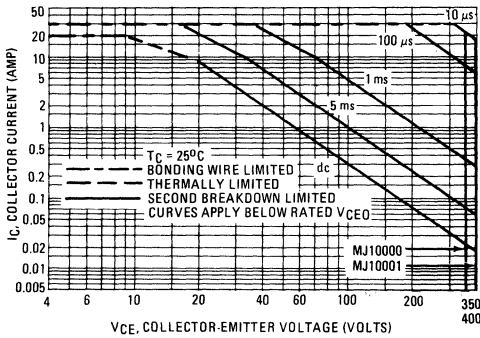 50
20
10
5
2
1
0.5
0.2
0.1
0.05
0.02
0.01
0.005
IC, COLLECTOR CURRENT (AMP)
10 μs
100 μs
1 ms
5 ms
dc
TC = 25°C
BONDING WIRE LIMITED
THERMALLY LIMITED
SECOND BREAKDOWN LIMITED
CURVES APPLY BELOW RATED VCEO
MJ10000
MJ10001
4 6 10 20 40 60 100 200 350
400
VCE, COLLECTOR-EMITTER VOLTAGE (VOLTS)